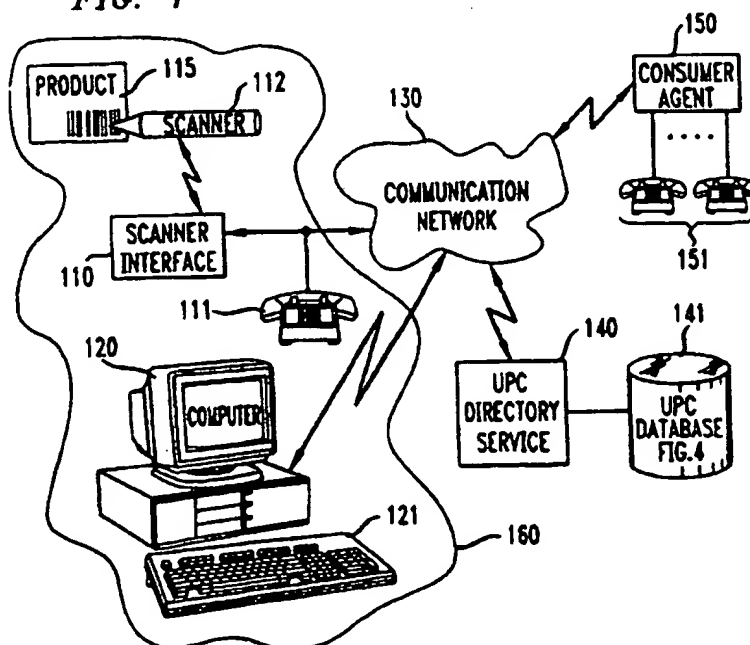 FIG.
PRODUCT
115
112
SCANNER
150
CONSUMER
AGENT
130
COMMUNICATION
NETWORK
151
110
SCANNER
INTERFACE
111
120
COMPUTER
140
141
UPC
DIRECTORY
SERVICE
UPC
DATABASE
FIG.4
121
160